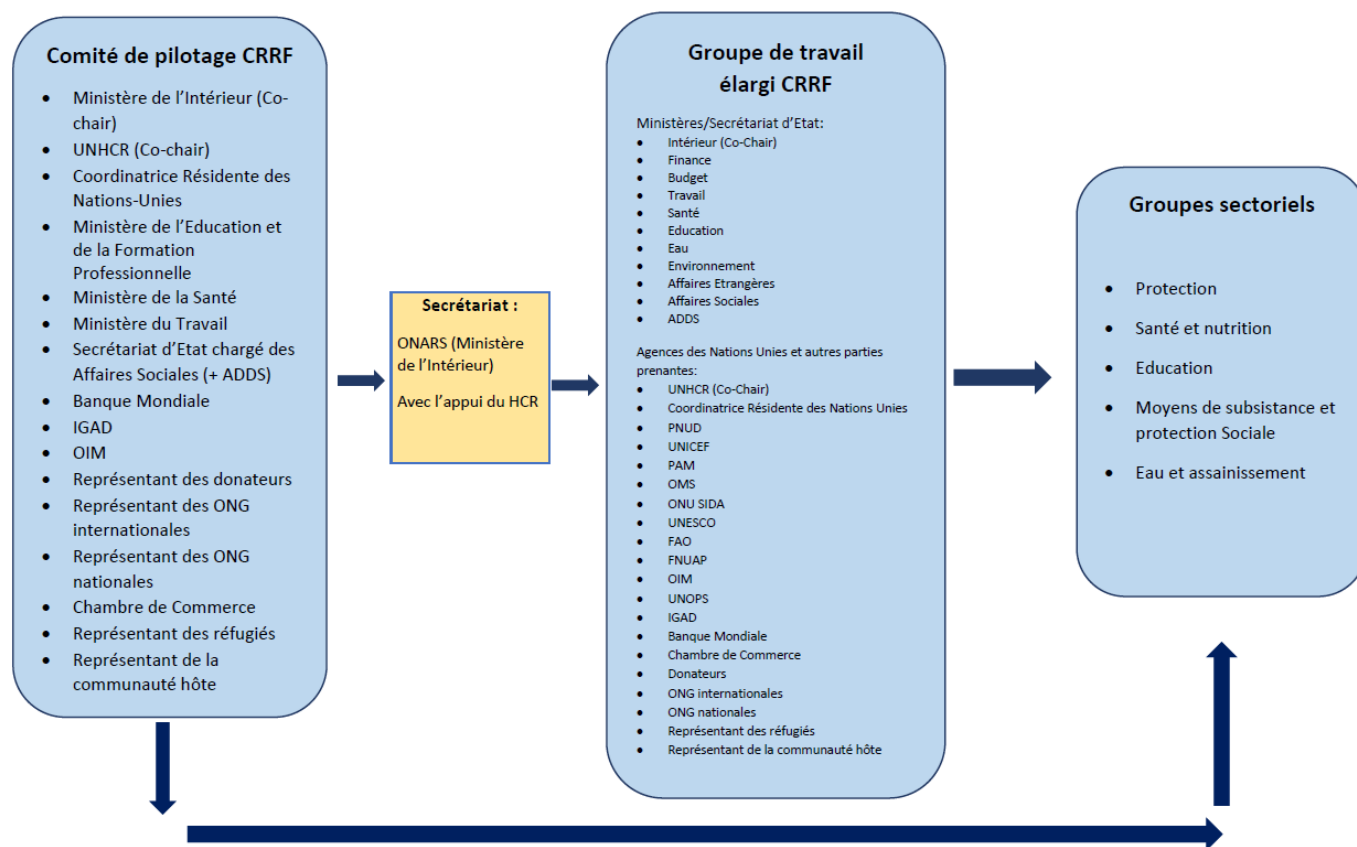 Comité de pilotage CRRF
• Ministère de l’Intérieur (Co-
chair)
• UNHCR (Co-chair)
• Coordinatrice Résidente des
Nations-Unies
• Ministère de l’Education et
de la Formation
Professionnelle
• Ministère de la Santé
• Ministère du Travail
• Secrétariat d’Etat chargé des
Affaires Sociales (+ ADDS)
• Banque Mondiale
• IGAD
• OIM
• Représentant des donateurs
• Représentant des ONG
internationales
• Représentant des ONG
nationales
• Chambre de Commerce
• Représentant des réfugiés
• Représentant de la
communauté hôte
Secrétariat :
ONARS (Ministère
de l’Intérieur)
Avec l’appui du HCR
Groupe de travail
élargi CRRF
Ministères/Secrétariat d’Etat:
• Intérieur (Co-Chair)
• Finance
• Budget
• Travail
• Santé
• Education
• Eau
• Environnement
• Affaires Etrangères
• Affaires Sociales
• ADDS
Agences des Nations Unies et autres parties
prenantes:
• UNHCR (Co-Chair)
• Coordinatrice Résidente des Nations Unies
• PNUD
• UNICEF
• PAM
• OMS
• ONU SIDA
• UNESCO
• FAO
• FNUAP
• OIM
• UNOPS
• IGAD
• Banque Mondiale
• Chambre de Commerce
• Donateurs
• ONG internationales
• ONG nationales
• Représentant des réfugiés
• Représentant de la communauté hôte
Groupes sectoriels
• Protection
• Santé et nutrition
• Education
• Moyens de subsistance et
protection Sociale
• Eau et assainissement